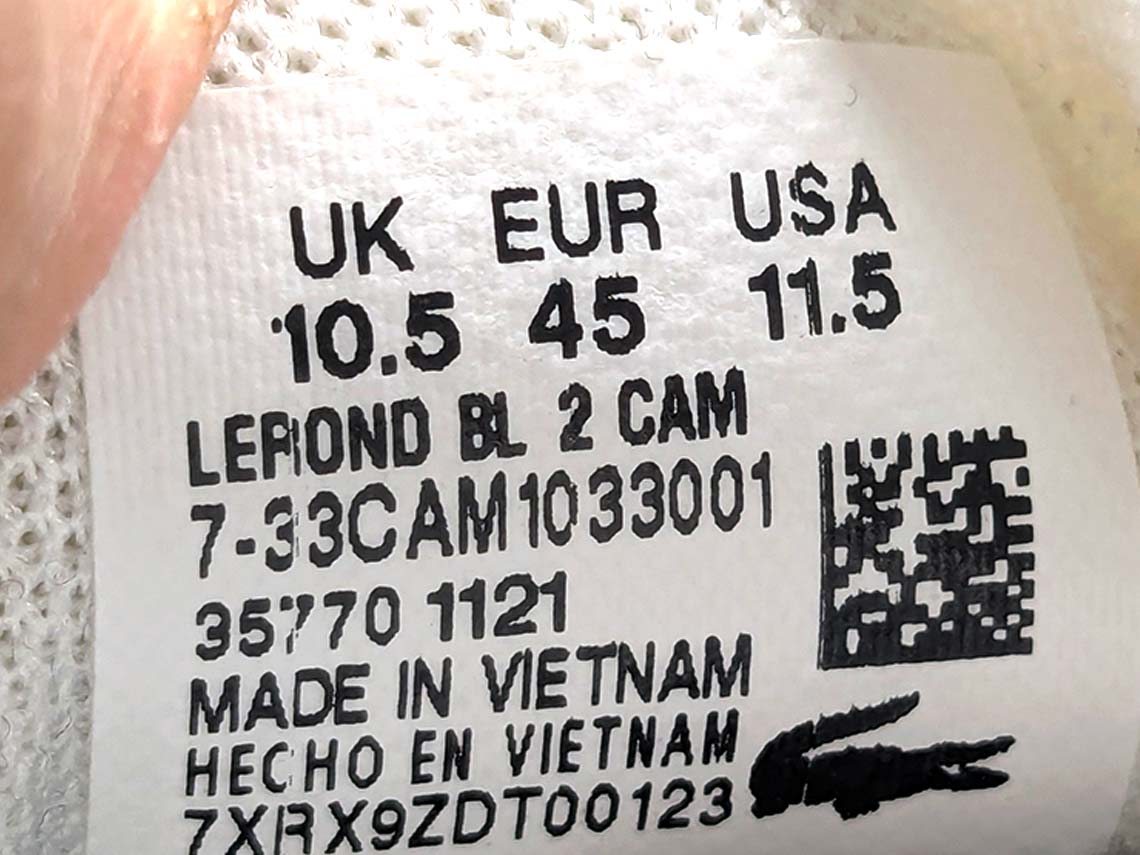 UK EUR USA
10.5 45 11.5
LEROND BL 2 CAM
7-33CAM1033001
35770 1121
MADE IN VIETNAM
HECHO EN VIETNAM
7XRX9ZDT00123